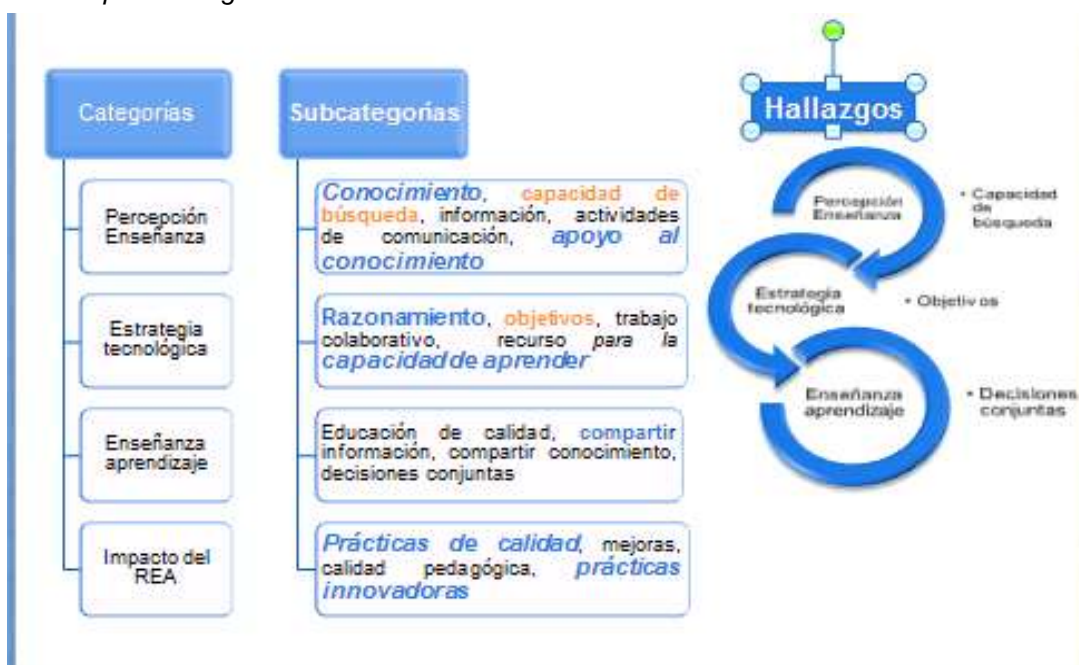 Categorías
Subcategorías
Hallazgos
Percepción
Enseñanza
Conocimiento, capacidad de
búsqueda, información, actividades
de comunicación, apoyo al
conocimiento
Estrategia
tecnológica
Razonamiento, objetivos, trabajo
colaborativo, recurso para la
capacidad de aprender
Enseñanza
aprendizaje
Educación de calidad, compartir
información, compartir conocimiento,
decisiones conjuntas
Impacto del
REA
Prácticas de calidad, mejoras,
calidad pedagógica, prácticas
innovadoras
Percepción
Enseñanza
• Capacidad
de
búsqueda
Estrategia
tecnológica
• Objetivos
Enseñanza
aprendizaje
• Decisiones
conjuntas